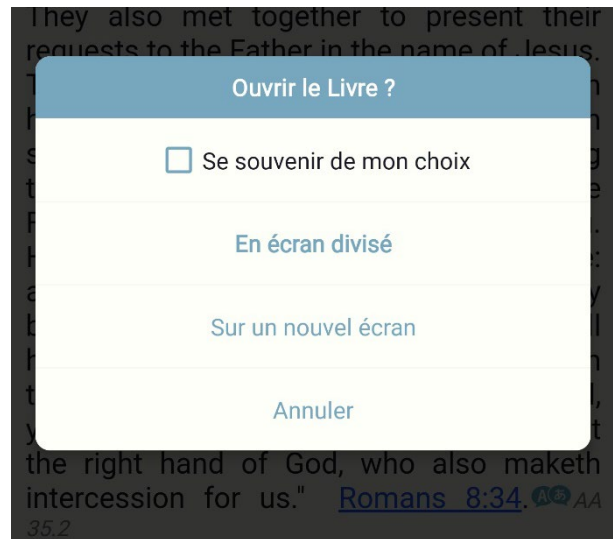 They also met together to present their
requests to the Father in the name of Jesus.
Ouvrir le Livre ?
Se souvenir de mon choix
En écran divisé
Sur un nouvel écran
Annuler
the right hand of God, who also maketh
intercession for us." Romans 8:34. AA
35.2